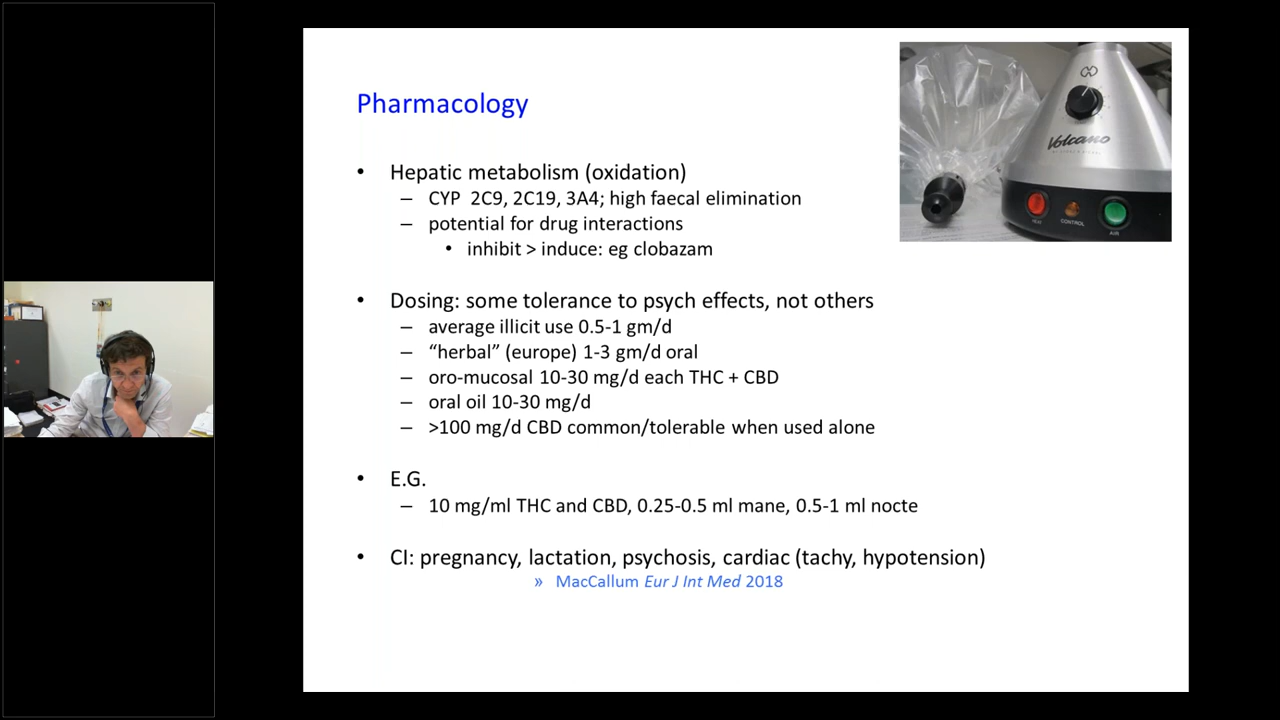 Pharmacology
• Hepatic metabolism (oxidation)
– CYP 2C9, 2C19, 3A4; high faecal elimination
– potential for drug interactions
• inhibit > induce: eg clobazam
• Dosing: some tolerance to psych effects, not others
– average illicit use 0.5-1 gm/d
– “herbal” (europe) 1-3 gm/d oral
– oro-mucosal 10-30 mg/d each THC + CBD
– oral oil 10-30 mg/d
– >100 mg/d CBD common/tolerable when used alone
• E.G.
– 10 mg/ml THC and CBD, 0.25-0.5 ml mane, 0.5-1 ml nocte
• CI: pregnancy, lactation, psychosis, cardiac (tachy, hypotension)
» MacCallum Eur J Int Med 2018
Volcano
HEAT
CONTROL
AIR